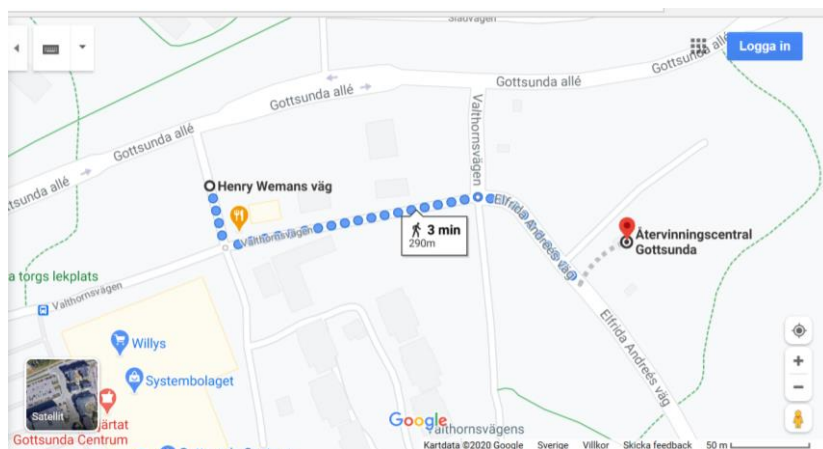 Sladvägen
Logga in
Gottsunda allé
Gottsunda allé
Gottsunda allé
Gottsunda allé
Valthornsvägen
Henry Wemans väg
Elfrida Andreés väg
Återvinningscentral
Gottsunda
Valthornsvägen
3 min
290m
a torgs lekplats
Valthornsvägen
Willys
Elfrida Andreés väg
Systembolaget
Satellit
järtat
Gottsunda Centrum
Google
Valthornsvägens
Kartdata ©2020 Google Sverige Villkor Skicka feedback 50 m